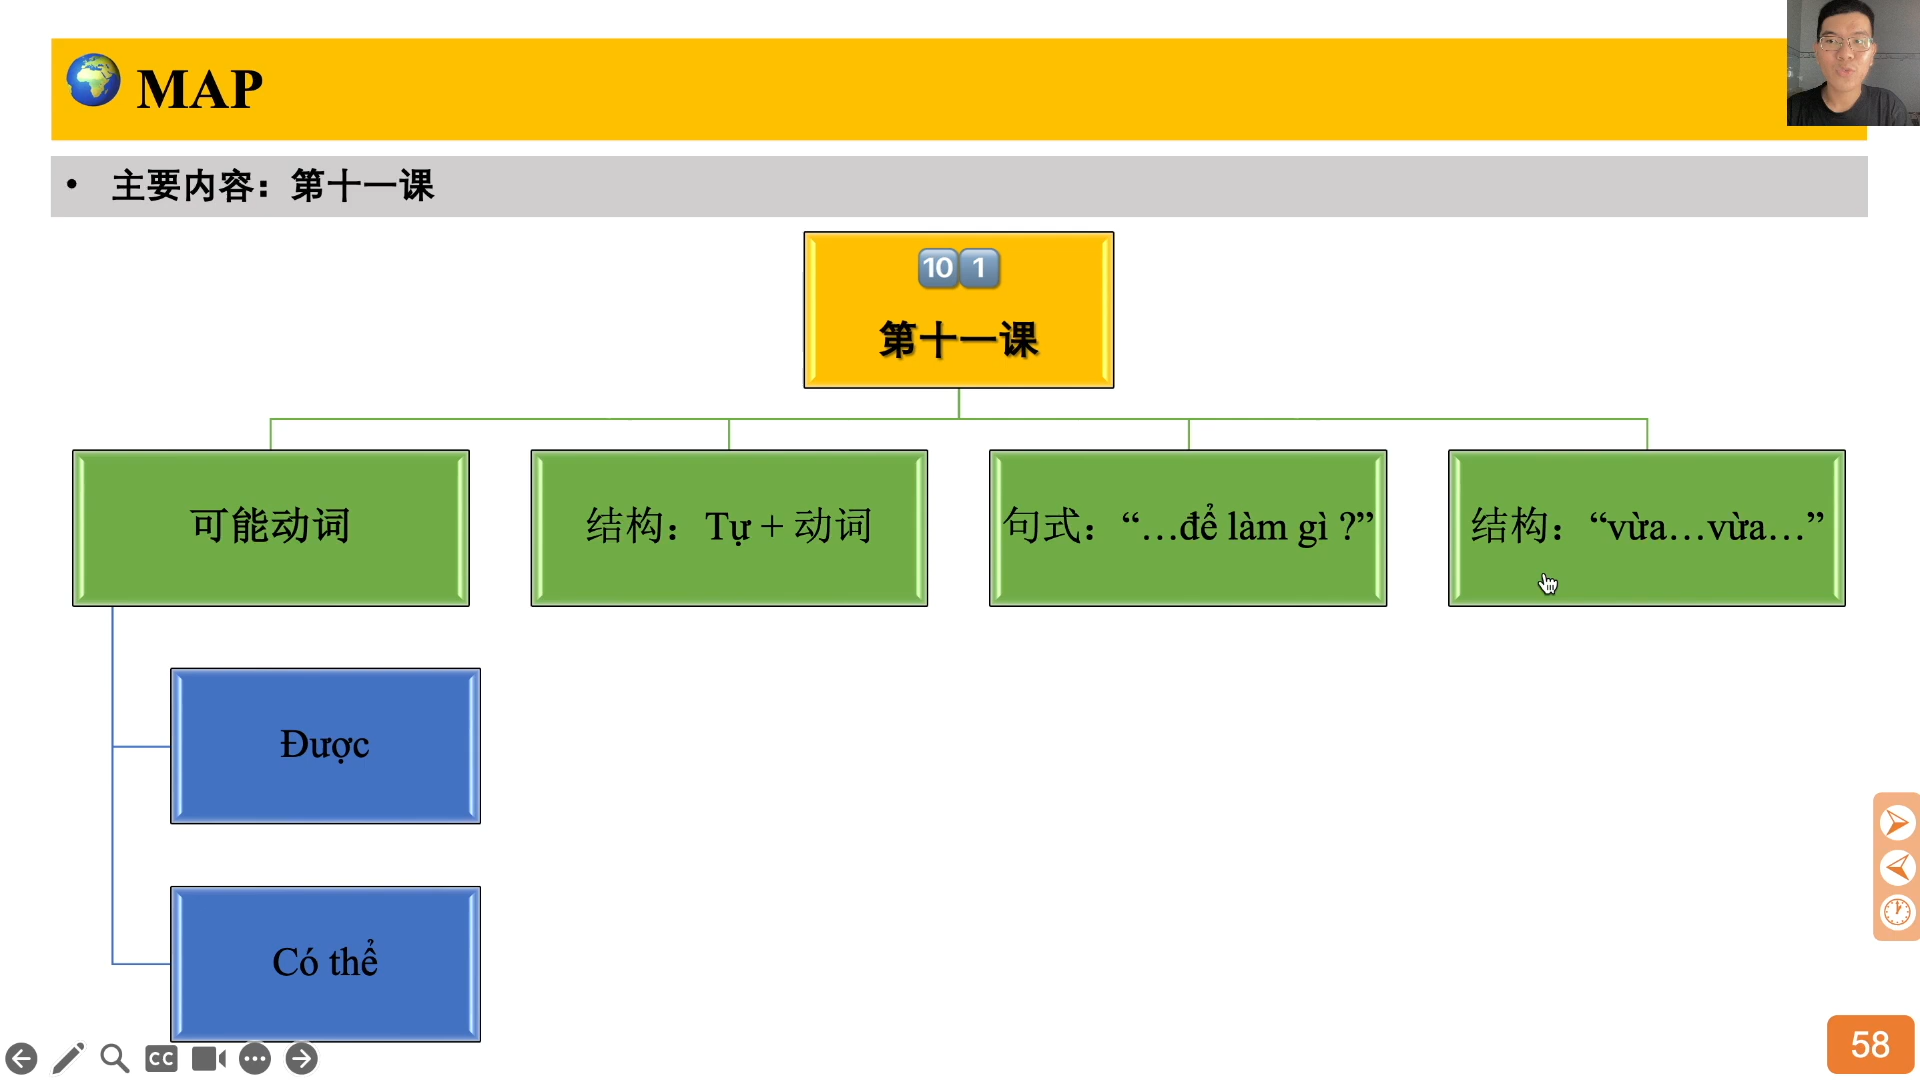 MAP
• 主要内容：第十一课
10 1
第十一课
可能动词
结构：Tự + 动词
句式：“…để làm gì ?”
结构：“vừa…vừa…”
Được
Có thể
CC
58